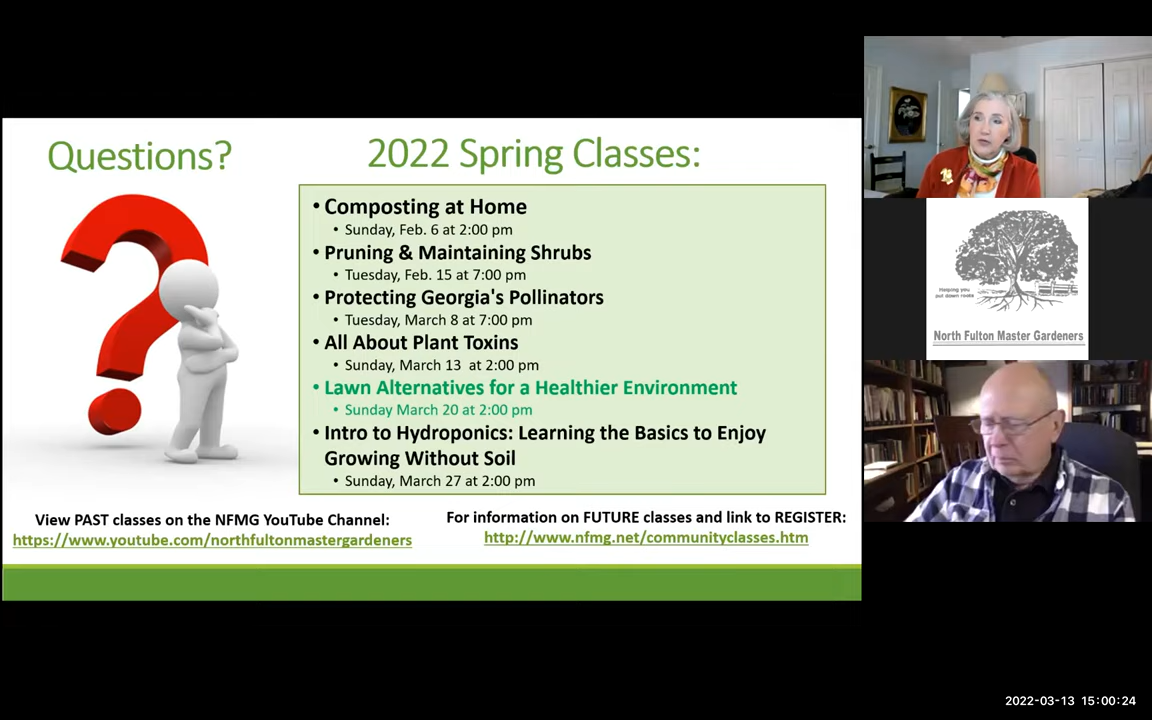 Questions?
2022 Spring Classes:
• Composting at Home
• Sunday, Feb. 6 at 2:00 pm
• Pruning & Maintaining Shrubs
• Tuesday, Feb. 15 at 7:00 pm
• Protecting Georgia's Pollinators
• Tuesday, March 8 at 7:00 pm
• All About Plant Toxins
• Sunday, March 13 at 2:00 pm
• Lawn Alternatives for a Healthier Environment
• Sunday March 20 at 2:00 pm
• Intro to Hydroponics: Learning the Basics to Enjoy
Growing Without Soil
• Sunday, March 27 at 2:00 pm
View PAST classes on the NFMG YouTube Channel:
https://www.youtube.com/northfultonmastergardeners
For information on FUTURE classes and link to REGISTER:
http://www.nfmg.net/communityclasses.htm
Helping you
put down roots
North Fulton Master Gardeners
2022-03-13 15:00:24